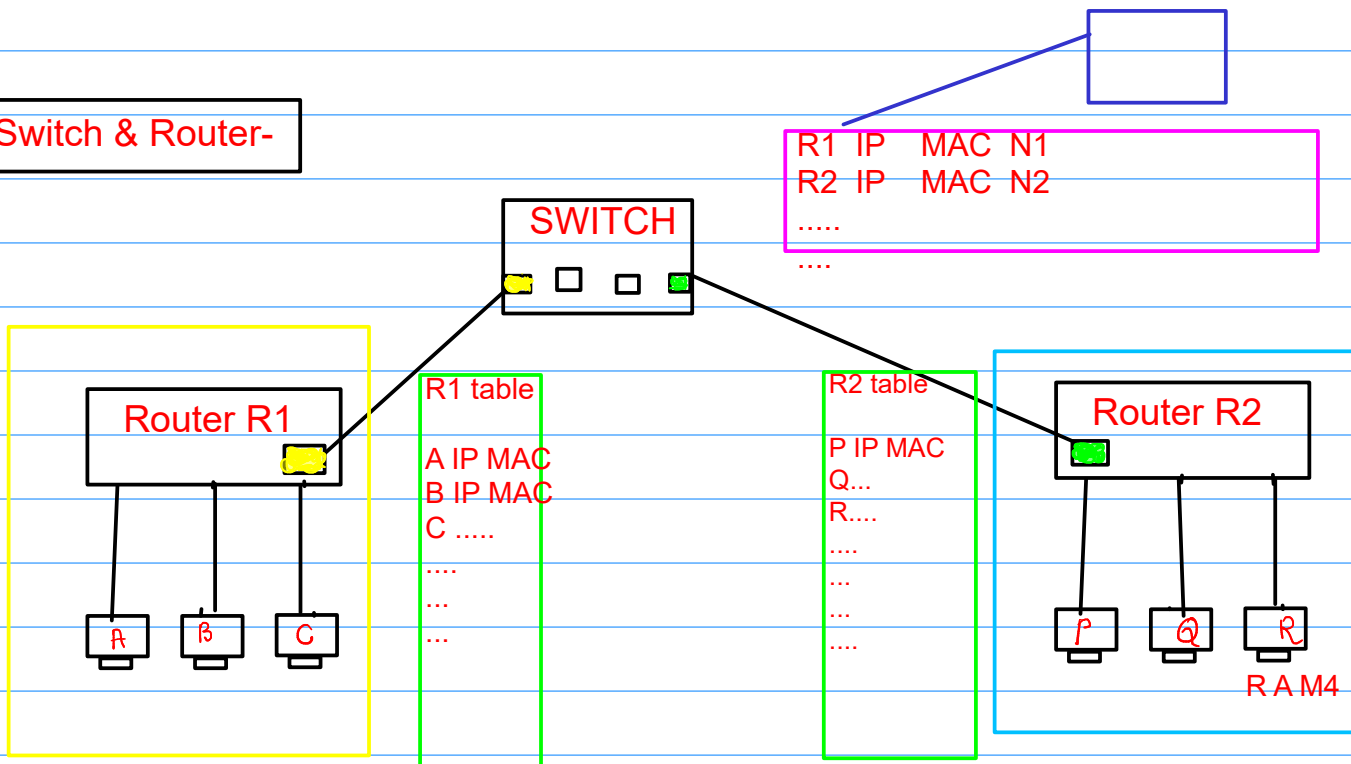 Switch & Router-
R1 IP MAC N1
R2 IP MAC N2
.....
....
SWITCH
Router R1
R1 table
A IP MAC
B IP MAC
C .....
....
...
...
R2 table
P IP MAC
Q...
R....
....
...
...
....
Router R2
A
B
C
P
Q
R
R A M4